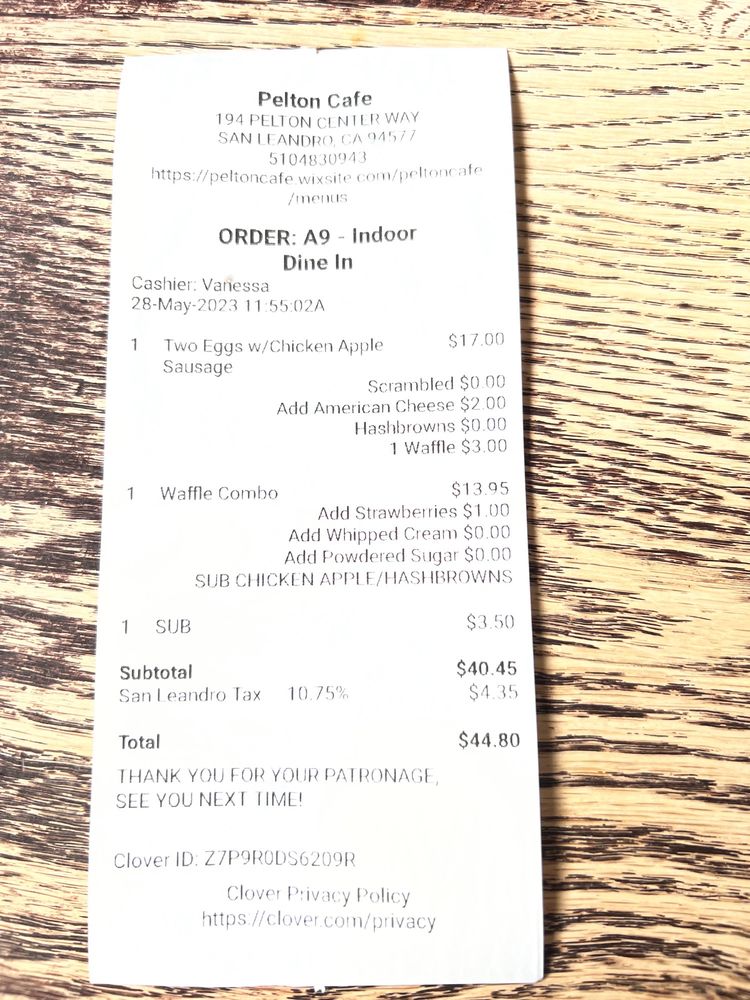 Pelton Cafe
194 PELTON CENTER WAY
SAN LEANDRO, CA 94577
5104830943
https://peltoncafe.wixsite.com/peltoncafe
/menus
ORDER: A9 - Indoor
Dine In
Cashier: Vanessa
28-May-2023 11:55:02A
1 Two Eggs w/Chicken Apple $17.00
Sausage
Scrambled $0.00
Add American Cheese $2.00
Hashbrowns $0.00
1 Waffle $3.00
1 Waffle Combo $13.95
Add Strawberries $1.00
Add Whipped Cream $0.00
Add Powdered Sugar $0.00
SUB CHICKEN APPLE/HASHBROWNS
1 SUB $3.50
Subtotal $40.45
San Leandro Tax 10.75% $4.35
Total $44.80
THANK YOU FOR YOUR PATRONAGE,
SEE YOU NEXT TIME!
Clover ID: Z7P9R0DS6209R
Clover Privacy Policy
https://clover.com/privacy